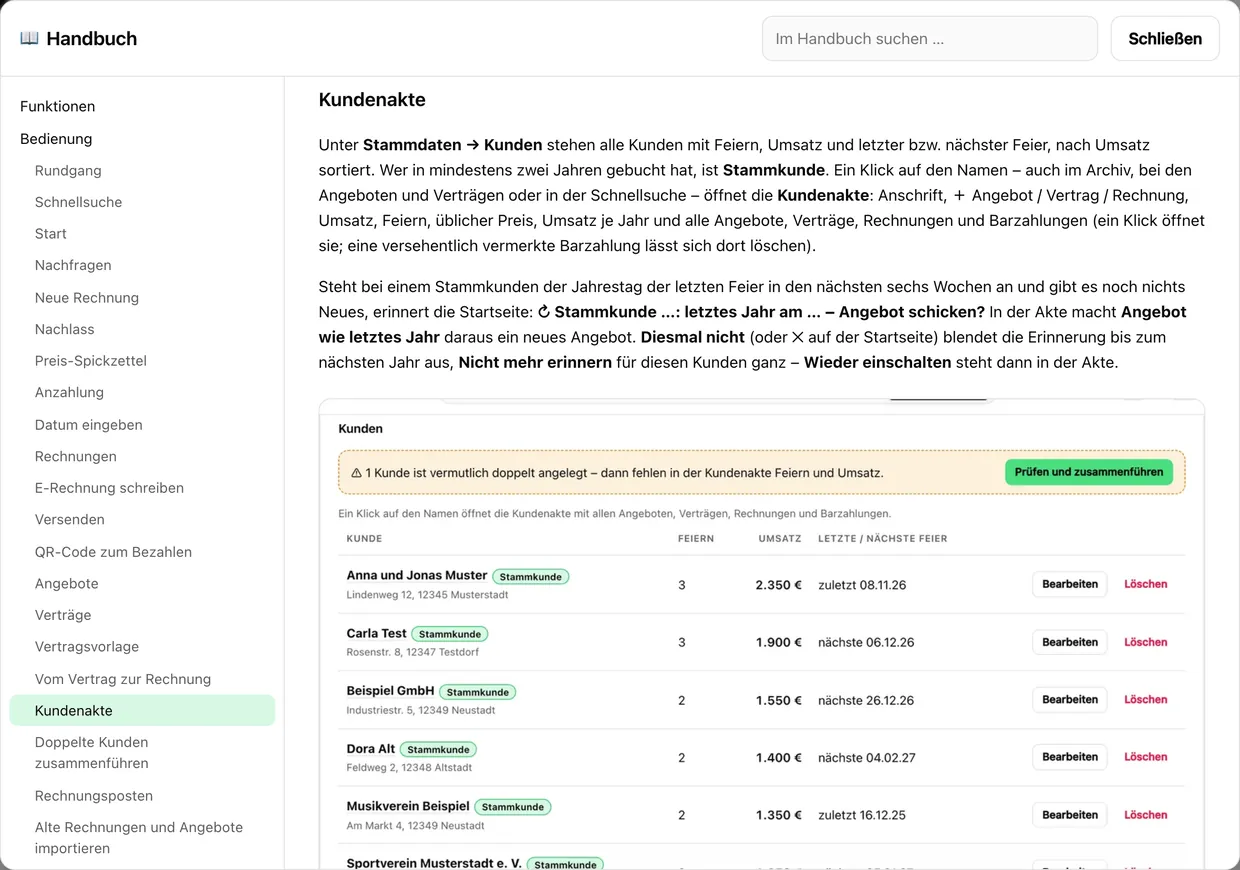 📖 Handbuch
Im Handbuch suchen ...
Schließen
Funktionen
Bedienung
Rundgang
Schnellsuche
Start
Nachfragen
Neue Rechnung
Nachlass
Preis-Spickzettel
Anzahlung
Datum eingeben
Rechnungen
E-Rechnung schreiben
Versenden
QR-Code zum Bezahlen
Angebote
Verträge
Vertragsvorlage
Vom Vertrag zur Rechnung
Kundenakte
Doppelte Kunden
zusammenführen
Rechnungsposten
Alte Rechnungen und Angebote
importieren
Kundenakte
Unter Stammdaten → Kunden stehen alle Kunden mit Feiern, Umsatz und letzter bzw. nächster Feier, nach Umsatz
sortiert. Wer in mindestens zwei Jahren gebucht hat, ist Stammkunde. Ein Klick auf den Namen – auch im Archiv, bei den
Angeboten und Verträgen oder in der Schnellsuche – öffnet die Kundenakte: Anschrift, + Angebot / Vertrag / Rechnung,
Umsatz, Feiern, üblicher Preis, Umsatz je Jahr und alle Angebote, Verträge, Rechnungen und Barzahlungen (ein Klick öffnet
sie; eine versehentlich vermerkte Barzahlung lässt sich dort löschen).
Steht bei einem Stammkunden der Jahrestag der letzten Feier in den nächsten sechs Wochen an und gibt es noch nichts
Neues, erinnert die Startseite: ↻ Stammkunde ...: letztes Jahr am ... – Angebot schicken? In der Akte macht Angebot
wie letztes Jahr daraus ein neues Angebot. Diesmal nicht (oder ✕ auf der Startseite) blendet die Erinnerung bis zum
nächsten Jahr aus, Nicht mehr erinnern für diesen Kunden ganz – Wieder einschalten steht dann in der Akte.
Kunden
⚠ 1 Kunde ist vermutlich doppelt angelegt – dann fehlen in der Kundenakte Feiern und Umsatz.
Prüfen und zusammenführen
Ein Klick auf den Namen öffnet die Kundenakte mit allen Angeboten, Verträgen, Rechnungen und Barzahlungen.
KUNDE FEIERN UMSATZ LETZTE / NÄCHSTE FEIER
Anna und Jonas Muster Stammkunde
Lindenweg 12, 12345 Musterstadt
3 2.350 € zuletzt 08.11.26 Bearbeiten Löschen
Carla Test Stammkunde
Rosenstr. 8, 12347 Testdorf
3 1.900 € nächste 06.12.26 Bearbeiten Löschen
Beispiel GmbH Stammkunde
Industriestr. 5, 12349 Neustadt
2 1.550 € nächste 26.12.26 Bearbeiten Löschen
Dora Alt Stammkunde
Feldweg 2, 12348 Altstadt
2 1.400 € nächste 04.02.27 Bearbeiten Löschen
Musikverein Beispiel Stammkunde
Am Markt 4, 12349 Neustadt
2 1.350 € zuletzt 16.12.25 Bearbeiten Löschen
Sportverein Musterstadt e. V. Stammkunde